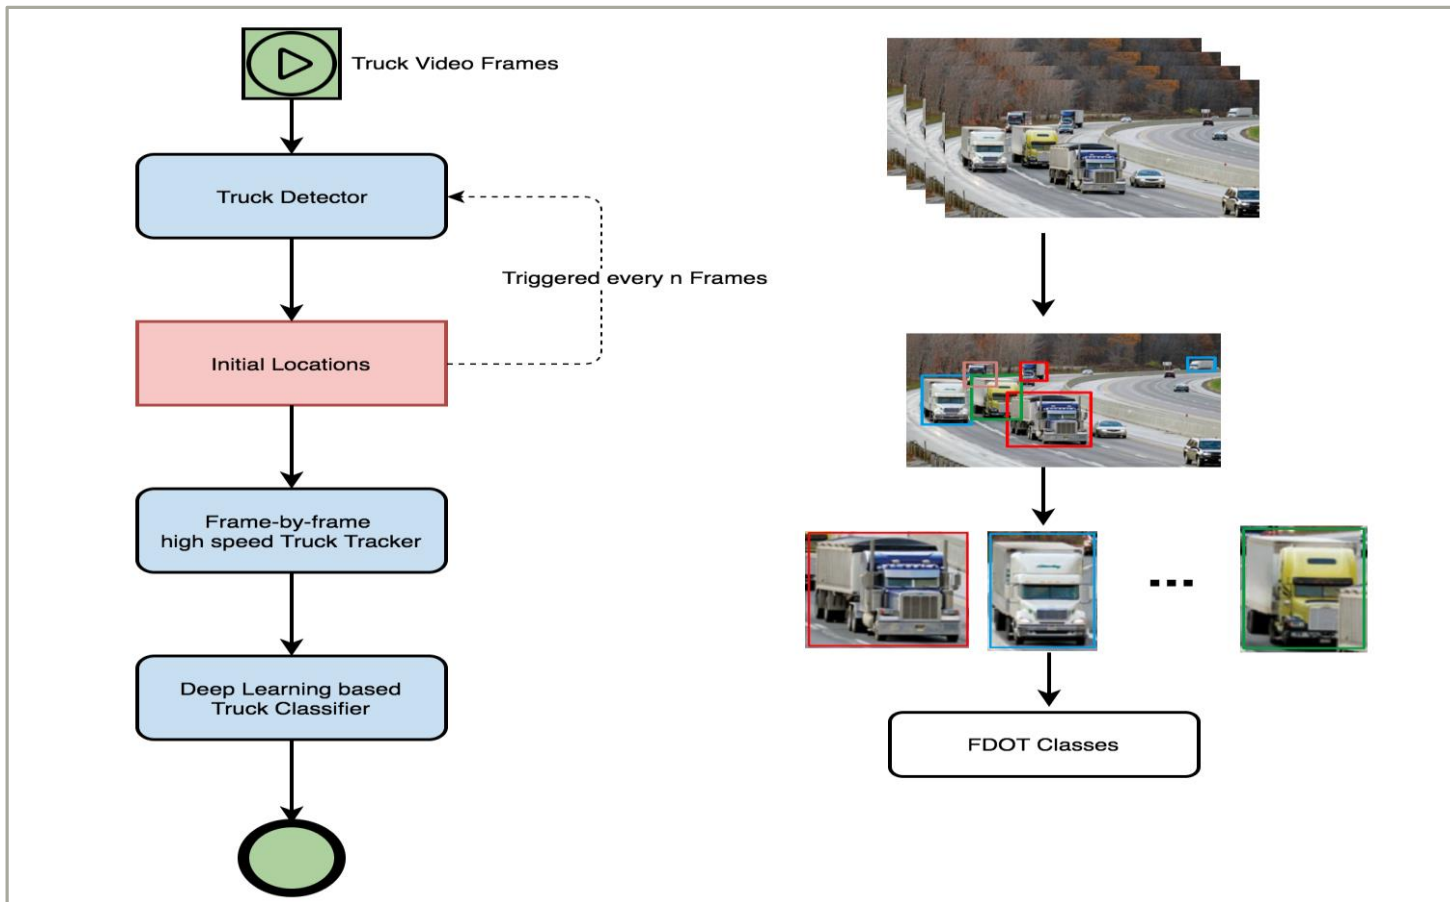 Truck Video Frames
Truck Detector
Triggered every n Frames
Initial Locations
Frame-by-frame
high speed Truck Tracker
Deep Learning based
Truck Classifier
FDOT Classes